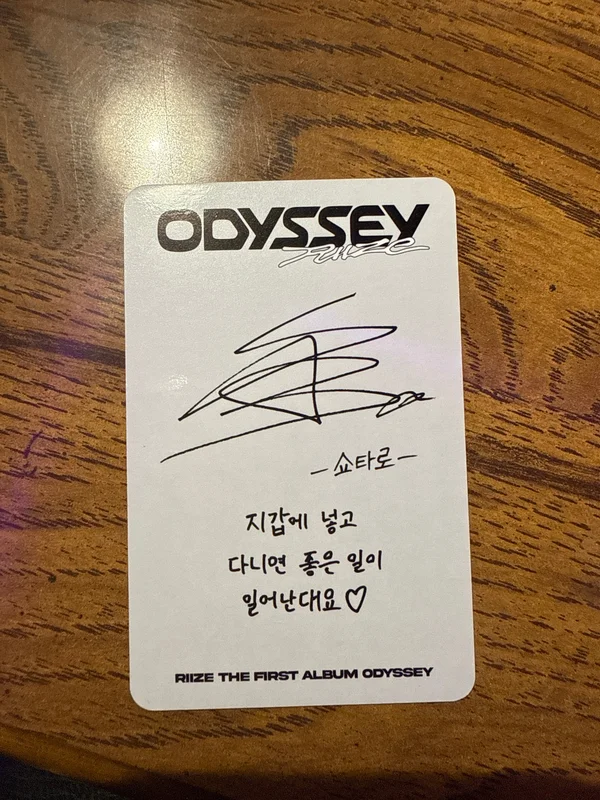 ODYSSEY
RIIZE
-쇼타로-
지갑에 넣고
다니면 좋은 일이
일어난대요♡
RIIZE THE FIRST ALBUM ODYSSEY